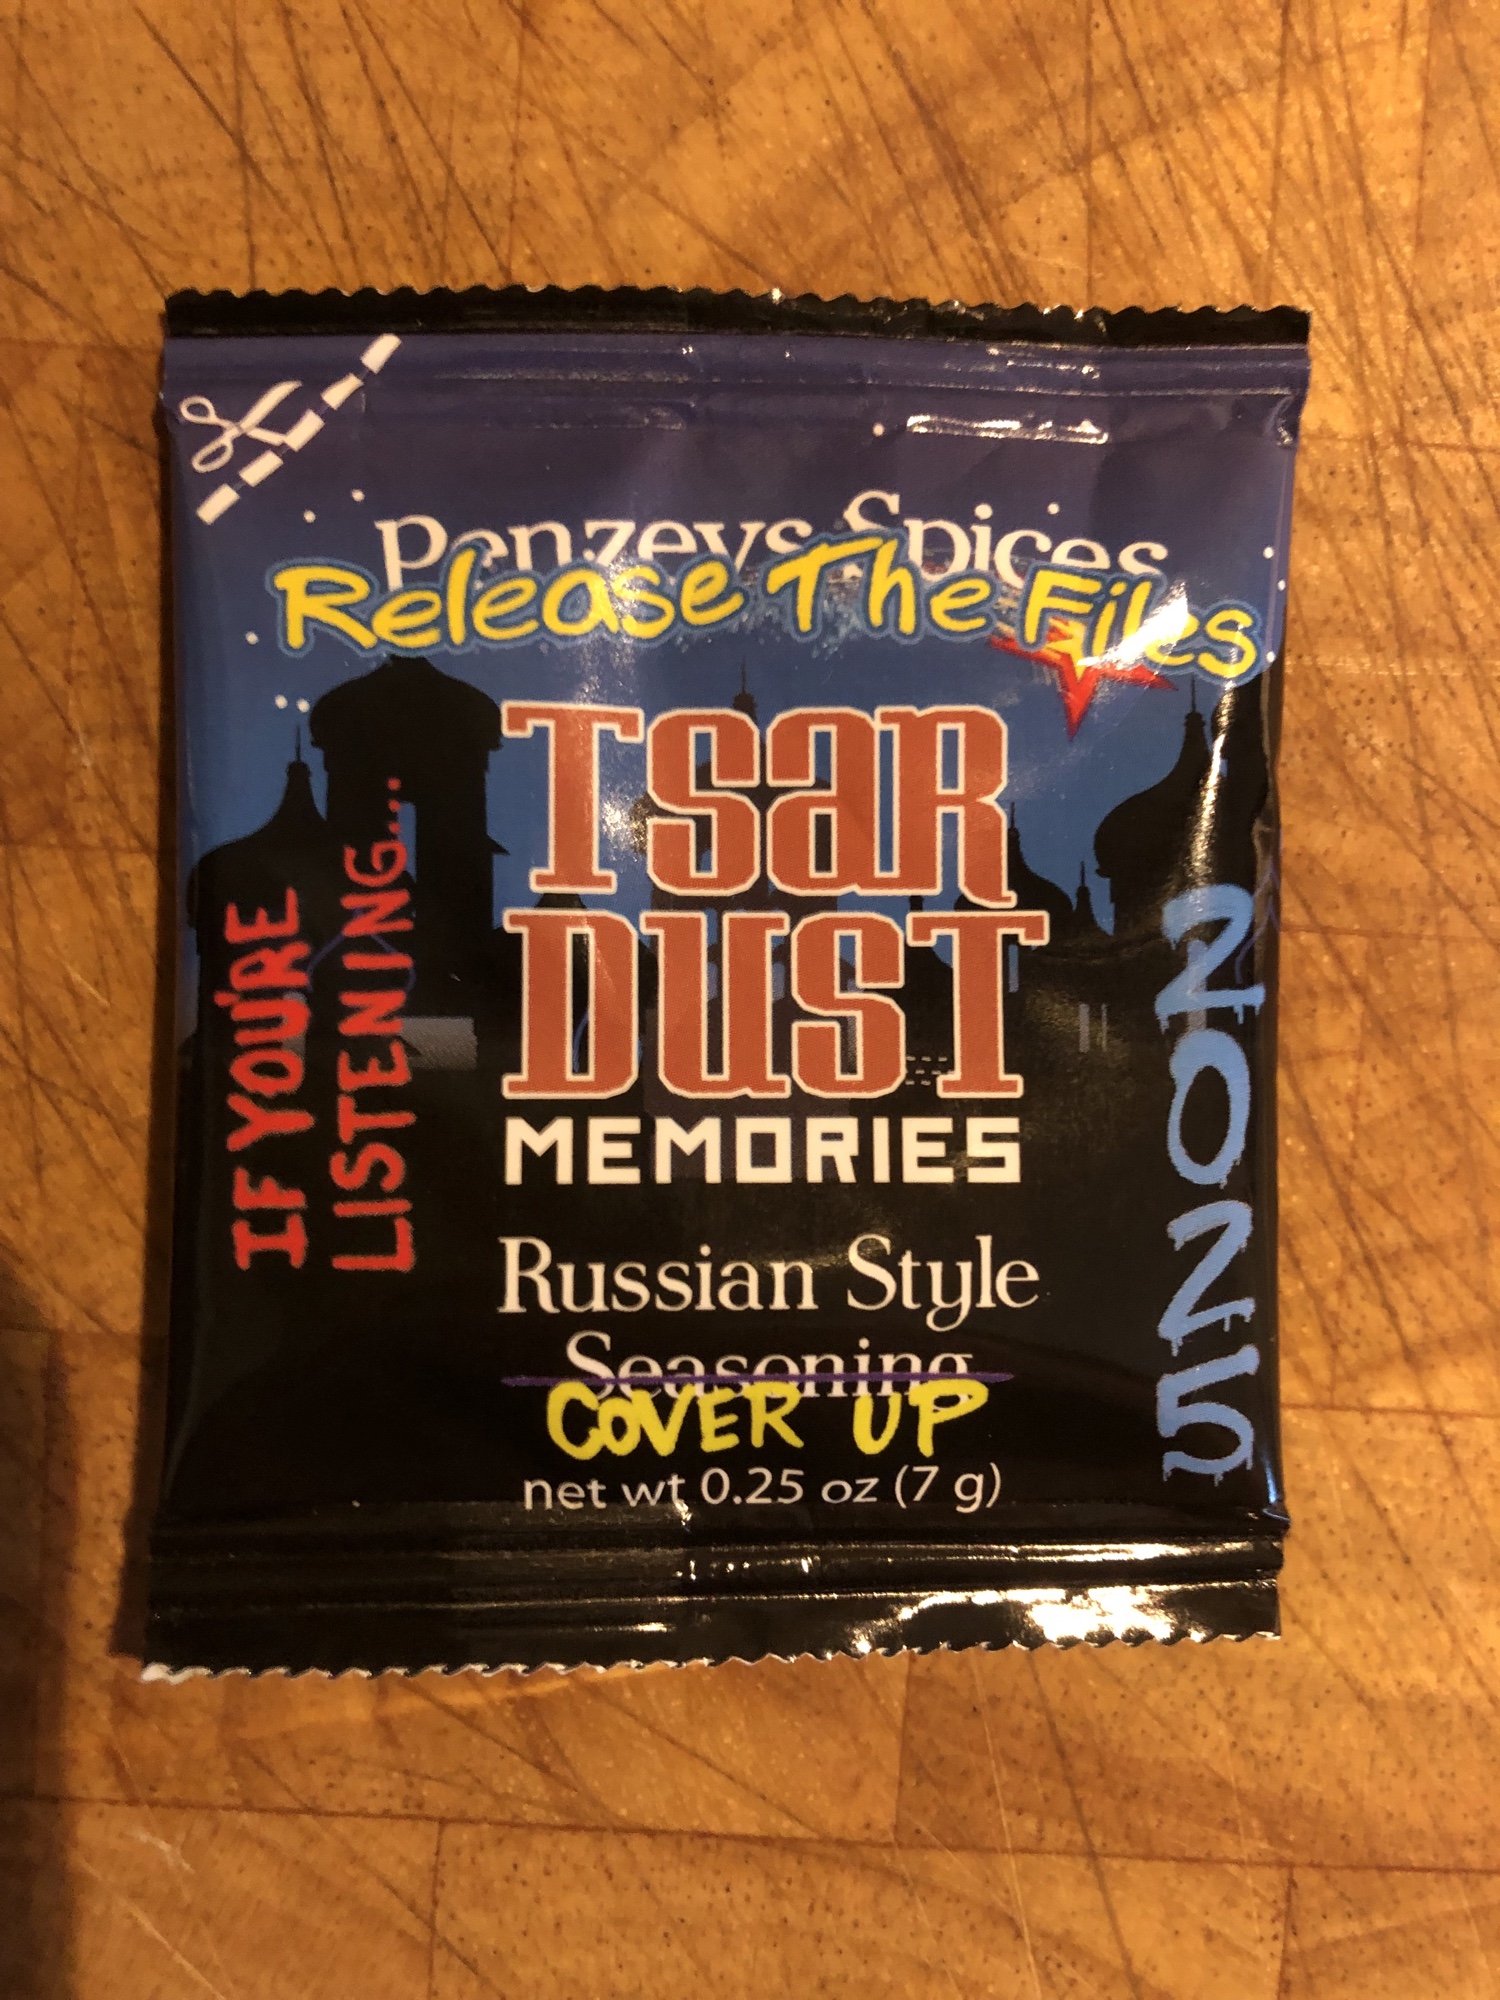 Penzeys Spices
Release The Files
TSAR
DUST
MEMORIES
Russian Style
Seasoning
COVER UP
net wt 0.25 oz (7 g)
IF YOU'RE
LISTENING...
2025